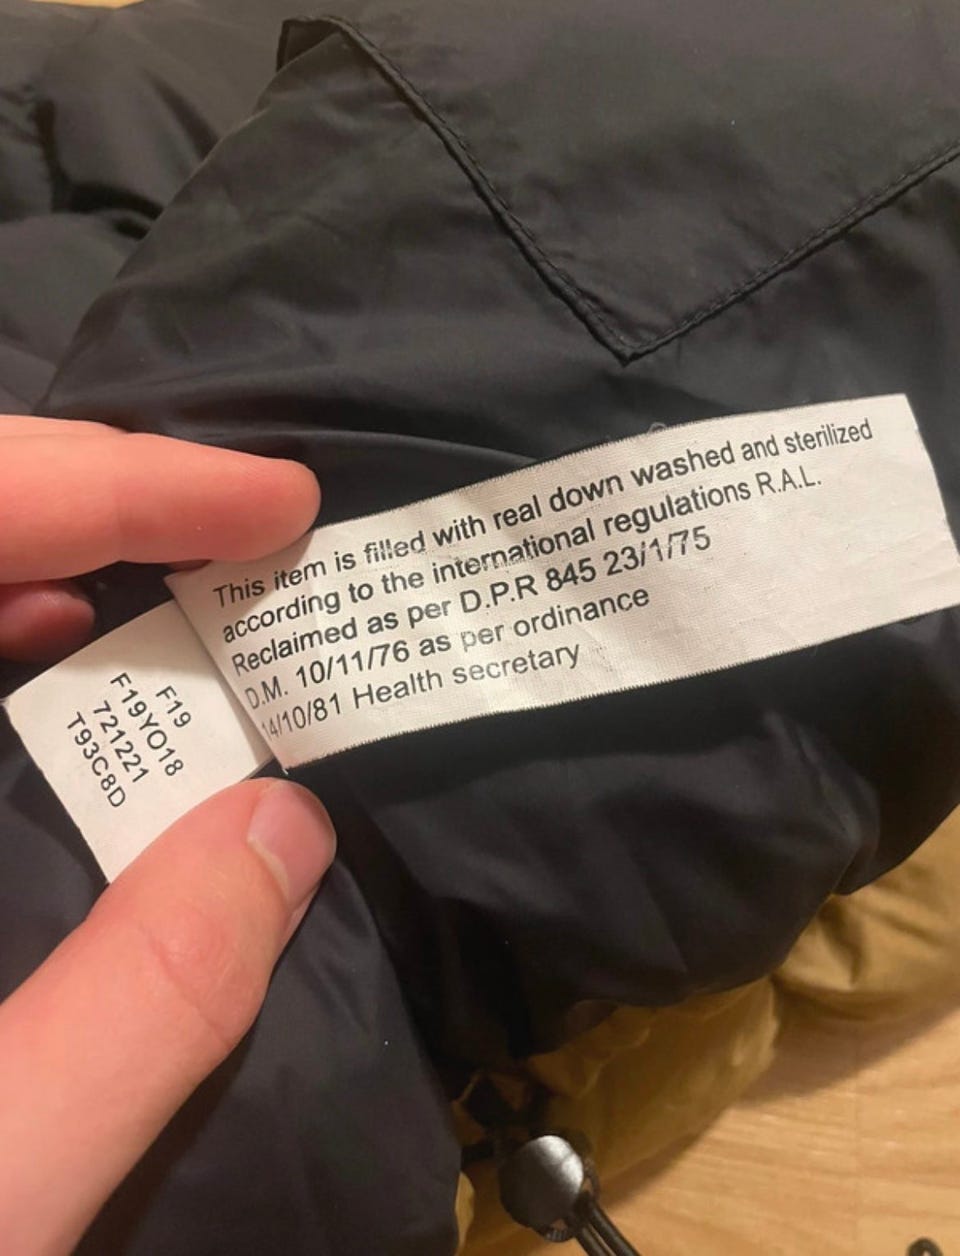 This item is filled with real down washed and sterilized
according to the international regulations R.A.L.
Reclaimed as per D.P.R 845 23/1/75
D.M. 10/11/76 as per ordinance
14/10/81 Health secretary
F19
F19YO18
721221
T93C8D